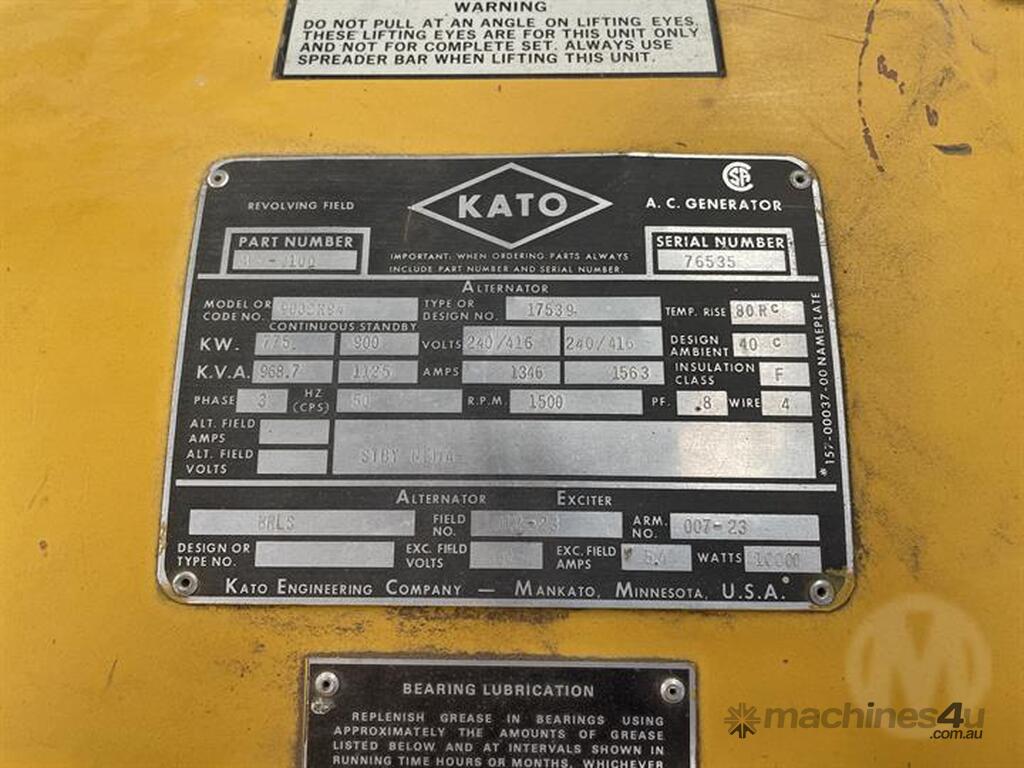 WARNING
DO NOT PULL AT AN ANGLE ON LIFTING EYES.
THESE LIFTING EYES ARE FOR THIS UNIT ONLY
AND NOT FOR COMPLETE SET. ALWAYS USE
SPREADER BAR WHEN LIFTING THIS UNIT.
REVOLVING FIELD KATO A. C. GENERATOR
PART NUMBER SERIAL NUMBER
IMPORTANT: WHEN ORDERING PARTS ALWAYS
INCLUDE PART NUMBER AND SERIAL NUMBER.
76535
ALTERNATOR
MODEL OR CODE NO. TYPE OR DESIGN NO. 17539 TEMP. RISE 80 R C
CONTINUOUS STANDBY
KW. 775 900 VOLTS 240/416 240/416 DESIGN AMBIENT 40 C
K.V.A. 968.7 1125 AMPS 1346 1563 INSULATION CLASS F
PHASE 3 HZ (CPS) 50 R.P.M. 1500 PF. .8 WIRE 4
ALT. FIELD AMPS
ALT. FIELD VOLTS STBY NEMA
*157-00037-00 NAMEPLATE
ALTERNATOR EXCITER
BRLS FIELD NO. ARM. NO. 007-23
DESIGN OR TYPE NO. EXC. FIELD VOLTS EXC. FIELD AMPS WATTS 10000
KATO ENGINEERING COMPANY — MANKATO, MINNESOTA, U.S.A.
BEARING LUBRICATION
REPLENISH GREASE IN BEARINGS USING
APPROXIMATELY THE AMOUNTS OF GREASE
LISTED BELOW AND AT INTERVALS SHOWN IN
RUNNING TIME HOURS OR MONTHS, WHICHEVER
machines4u
.com.au